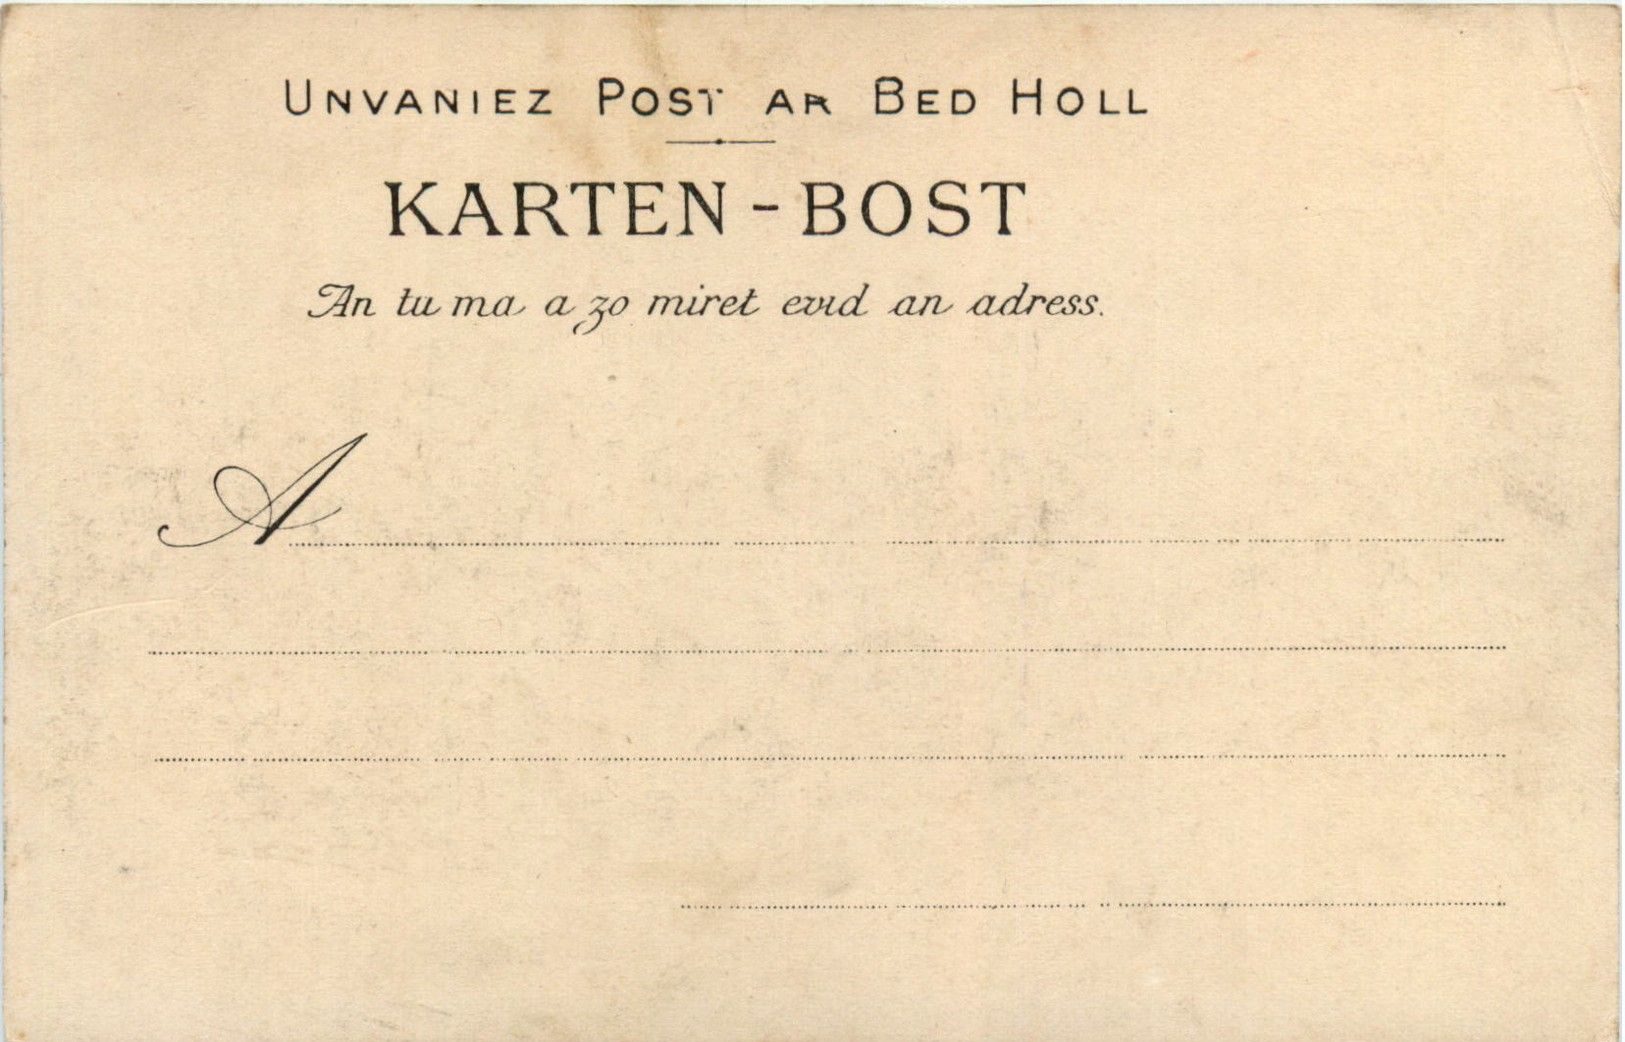 UNVANIEZ POST AR BED HOLL
KARTEN-BOST
An tu ma a zo miret evid an adress.
A